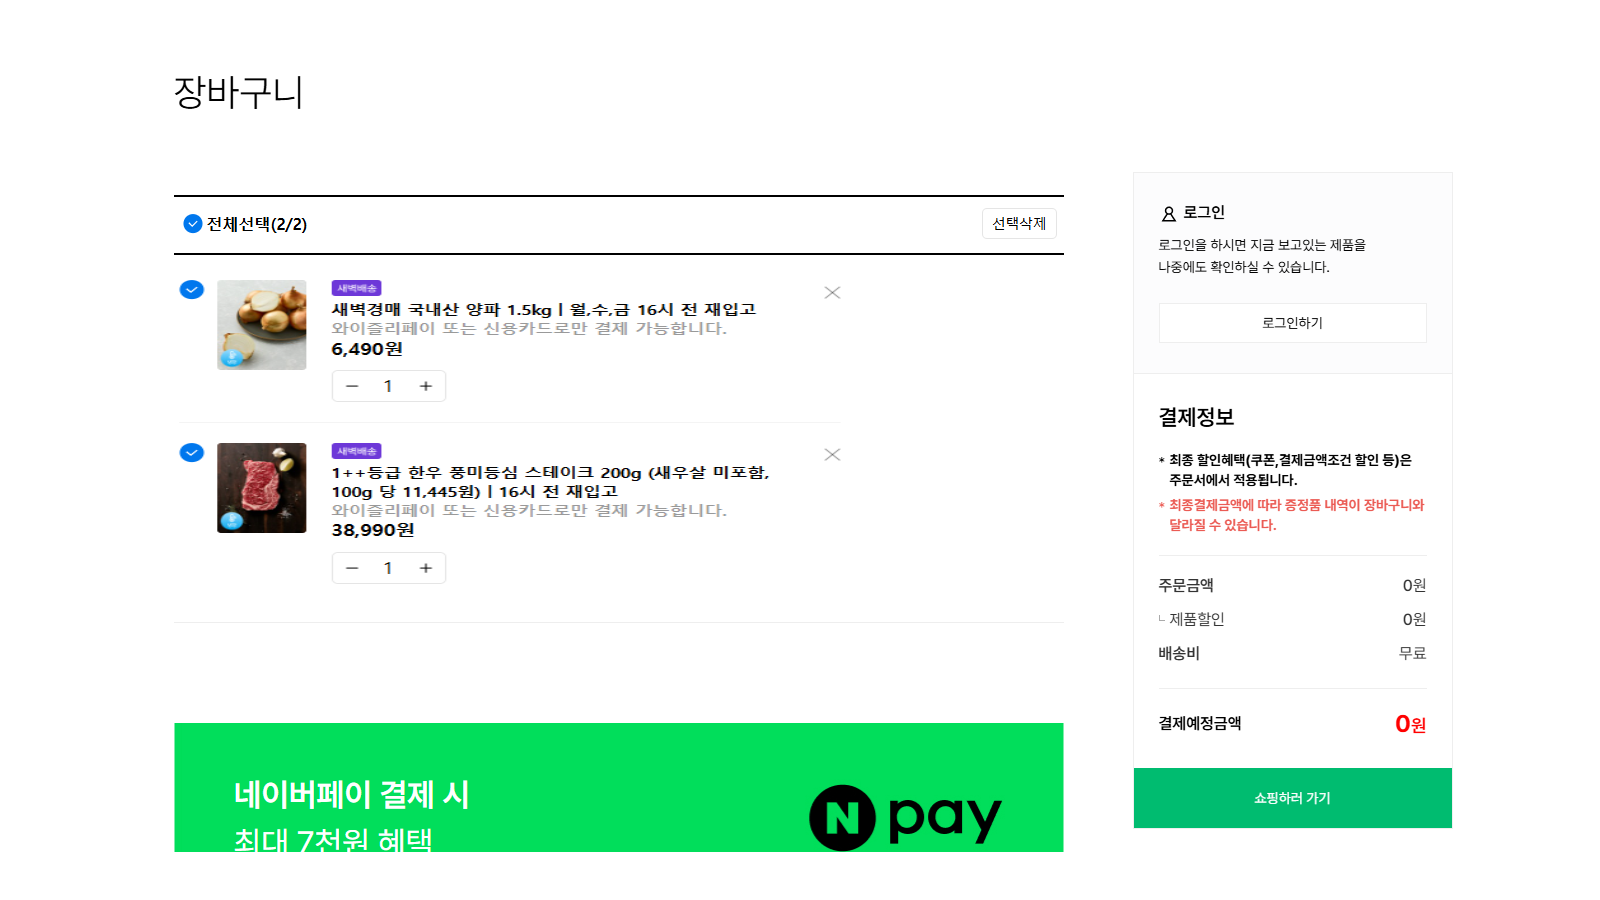 장바구니
전체선택(2/2)
선택삭제
새벽배송
새벽경매 국내산 양파 1.5kg | 월,수,금 16시 전 재입고
와이즐리페이 또는 신용카드로만 결제 가능합니다.
6,490원
1
새벽배송
1++등급 한우 풍미등심 스테이크 200g (새우살 미포함,
100g 당 11,445원) | 16시 전 재입고
와이즐리페이 또는 신용카드로만 결제 가능합니다.
38,990원
1
네이버페이 결제 시
최대 7천원 혜택
N pay
로그인
로그인을 하시면 지금 보고있는 제품을
나중에도 확인하실 수 있습니다.
로그인하기
결제정보
* 최종 할인혜택(쿠폰,결제금액조건 할인 등)은
주문서에서 적용됩니다.
* 최종결제금액에 따라 증정품 내역이 장바구니와
달라질 수 있습니다.
주문금액 0원
ㄴ 제품할인 0원
배송비 무료
결제예정금액 0원
쇼핑하러 가기